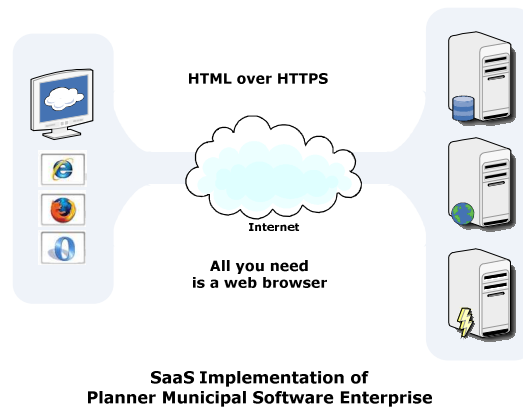 HTML over HTTPS
Internet
All you need
is a web browser
SaaS Implementation of
Planner Municipal Software Enterprise